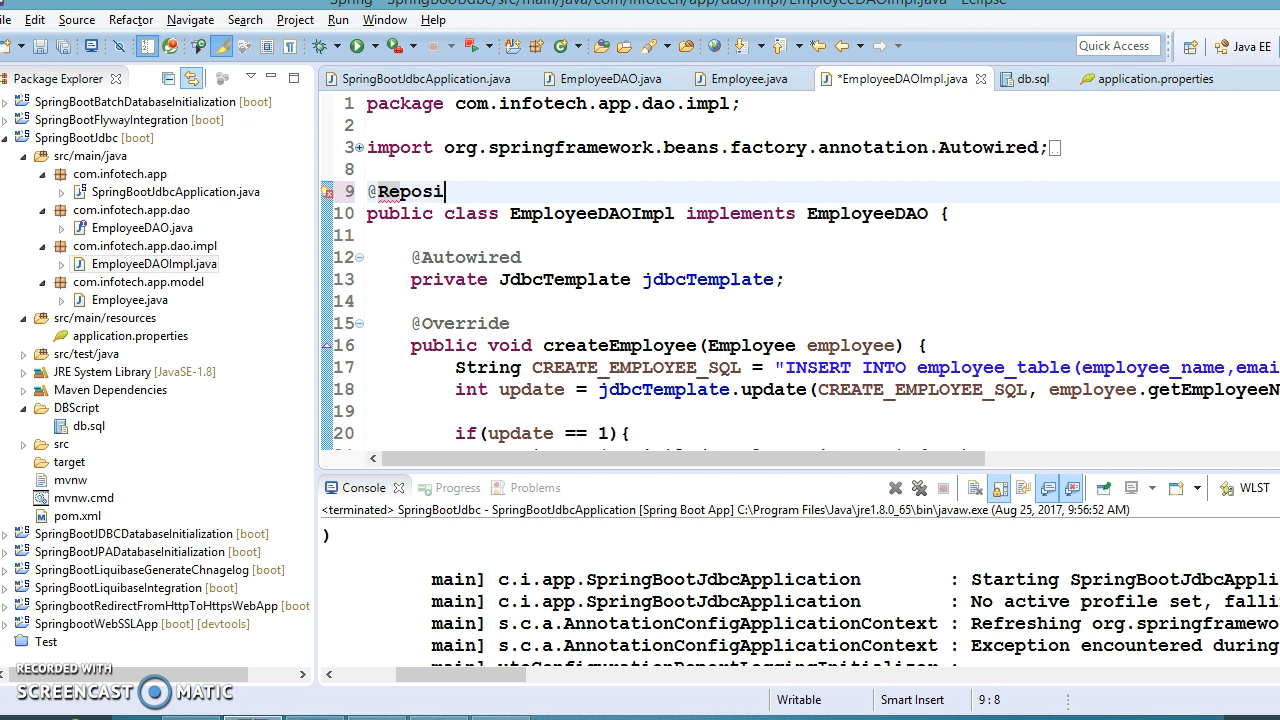 Spring - SpringBootJdbc/src/main/java/com/infotech/app/dao/impl/EmployeeDAOImpl.java - Eclipse
ile Edit Source Refactor Navigate Search Project Run Window Help
Quick Access
Java EE
Package Explorer
SpringBootJdbcApplication.java
EmployeeDAO.java
Employee.java
*EmployeeDAOImpl.java
db.sql
application.properties
SpringBootBatchDatabaseInitialization [boot]
SpringBootFlywayIntegration [boot]
SpringBootJdbc [boot]
src/main/java
com.infotech.app
SpringBootJdbcApplication.java
com.infotech.app.dao
EmployeeDAO.java
com.infotech.app.dao.impl
EmployeeDAOImpl.java
com.infotech.app.model
Employee.java
src/main/resources
application.properties
src/test/java
JRE System Library [JavaSE-1.8]
Maven Dependencies
DBScript
db.sql
src
target
mvnw
mvnw.cmd
pom.xml
SpringBootJDBCDatabaseInitialization [boot]
SpringBootJPADatabaseInitialization [boot]
SpringBootLiquibaseGenerateChnagelog [boot]
SpringBootLiquibaseIntegration [boot]
SpringbootRedirectFromHttpToHttpsWebApp [boot
SpringbootWebSSLApp [boot] [devtools]
Test
1 package com.infotech.app.dao.impl;
2
3 import org.springframework.beans.factory.annotation.Autowired;
8
9 @Reposi
10 public class EmployeeDAOImpl implements EmployeeDAO {
11
12 @Autowired
13 private JdbcTemplate jdbcTemplate;
14
15 @Override
16 public void createEmployee(Employee employee) {
17 String CREATE_EMPLOYEE_SQL = "INSERT INTO employee_table(employee_name,emai
18 int update = jdbcTemplate.update(CREATE_EMPLOYEE_SQL, employee.getEmployeeN
19
20 if(update == 1){
Console
Progress
Problems
WLST
<terminated> SpringBootJdbc - SpringBootJdbcApplication [Spring Boot App] C:\Program Files\Java\jre1.8.0_65\bin\javaw.exe (Aug 25, 2017, 9:56:52 AM)
)
main] c.i.app.SpringBootJdbcApplication : Starting SpringBootJdbcAppli
main] c.i.app.SpringBootJdbcApplication : No active profile set, falli
main] s.c.a.AnnotationConfigApplicationContext : Refreshing org.springframewo
main] s.c.a.AnnotationConfigApplicationContext : Exception encountered during
RECORDED WITH
SCREENCAST MATIC
Writable
Smart Insert
9 : 8